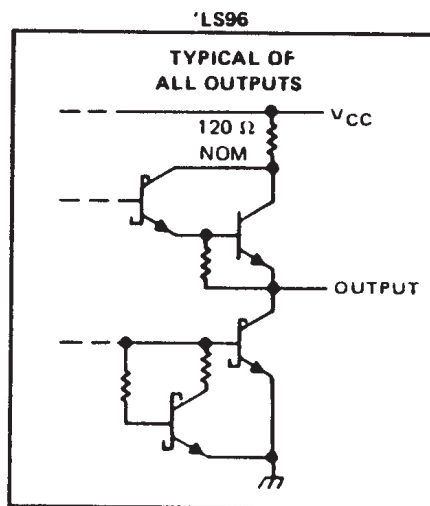 'LS96
TYPICAL OF
ALL OUTPUTS
VCC
120 Ω
NOM
OUTPUT